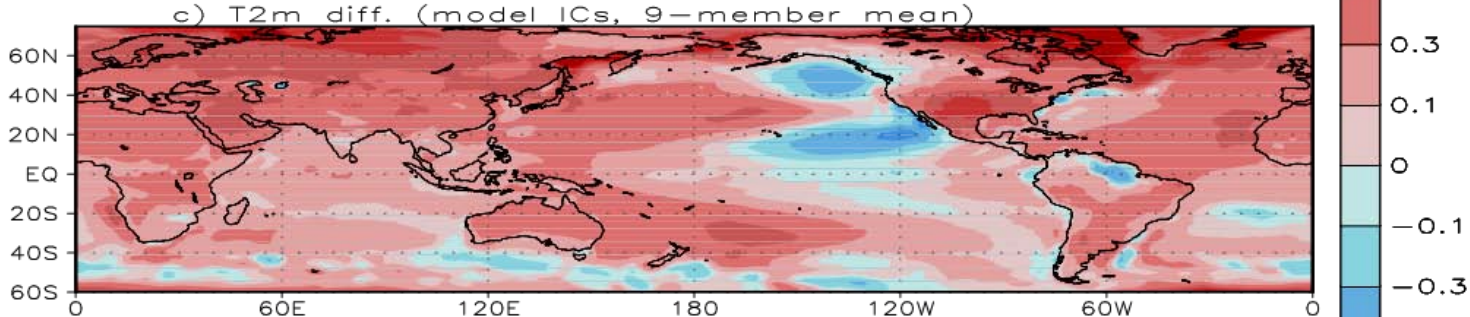 c) T2m diff. (model ICs, 9−member mean)
60N
40N
20N
EQ
20S
40S
60S
0 60E 120E 180 120W 60W 0
0.3
0.1
0
−0.1
−0.3